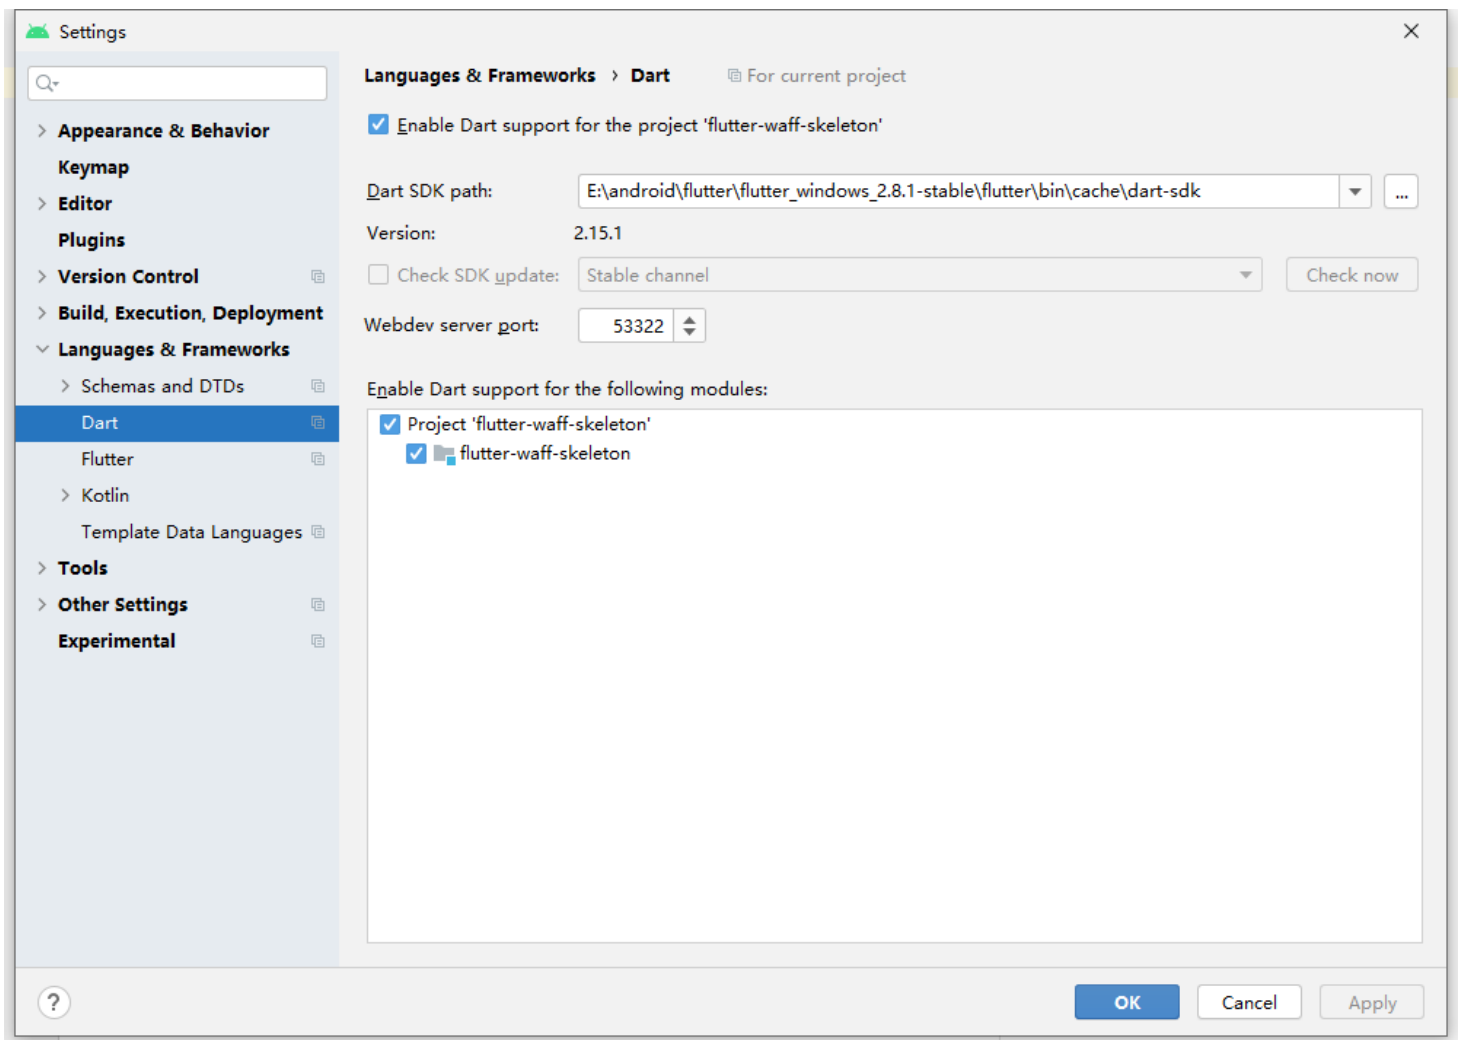 Settings
Languages & Frameworks › Dart For current project
Enable Dart support for the project 'flutter-waff-skeleton'
Appearance & Behavior
Keymap
Editor
Plugins
Version Control
Build, Execution, Deployment
Languages & Frameworks
Schemas and DTDs
Dart
Flutter
Kotlin
Template Data Languages
Tools
Other Settings
Experimental
Dart SDK path: E:\android\flutter\flutter_windows_2.8.1-stable\flutter\bin\cache\dart-sdk ...
Version: 2.15.1
Check SDK update: Stable channel Check now
Webdev server port: 53322
Enable Dart support for the following modules:
Project 'flutter-waff-skeleton'
flutter-waff-skeleton
? OK Cancel Apply